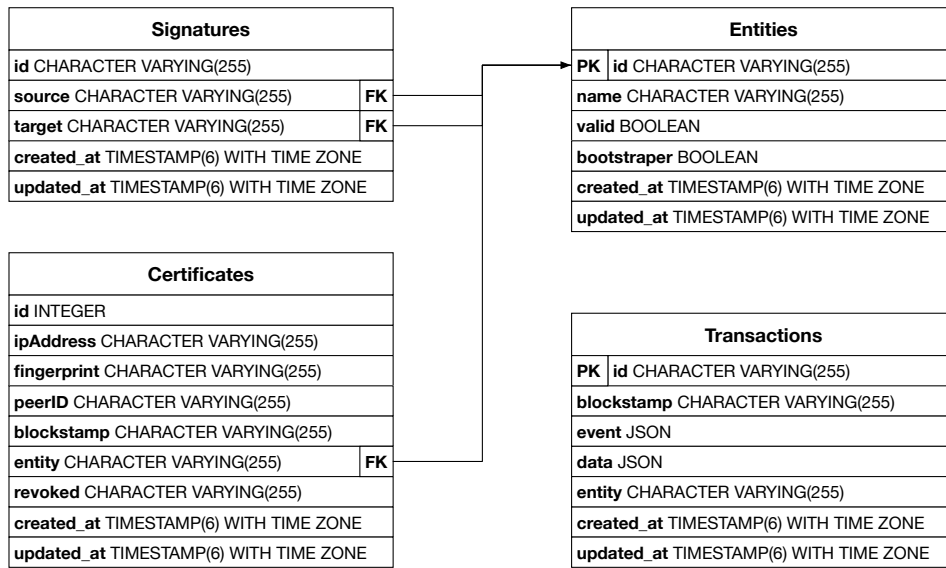 Signatures
id CHARACTER VARYING(255)
source CHARACTER VARYING(255) FK
target CHARACTER VARYING(255) FK
created_at TIMESTAMP(6) WITH TIME ZONE
updated_at TIMESTAMP(6) WITH TIME ZONE
Entities
PK id CHARACTER VARYING(255)
name CHARACTER VARYING(255)
valid BOOLEAN
bootstraper BOOLEAN
created_at TIMESTAMP(6) WITH TIME ZONE
updated_at TIMESTAMP(6) WITH TIME ZONE
Certificates
id INTEGER
ipAddress CHARACTER VARYING(255)
fingerprint CHARACTER VARYING(255)
peerID CHARACTER VARYING(255)
blockstamp CHARACTER VARYING(255)
entity CHARACTER VARYING(255) FK
revoked CHARACTER VARYING(255)
created_at TIMESTAMP(6) WITH TIME ZONE
updated_at TIMESTAMP(6) WITH TIME ZONE
Transactions
PK id CHARACTER VARYING(255)
blockstamp CHARACTER VARYING(255)
event JSON
data JSON
entity CHARACTER VARYING(255)
created_at TIMESTAMP(6) WITH TIME ZONE
updated_at TIMESTAMP(6) WITH TIME ZONE